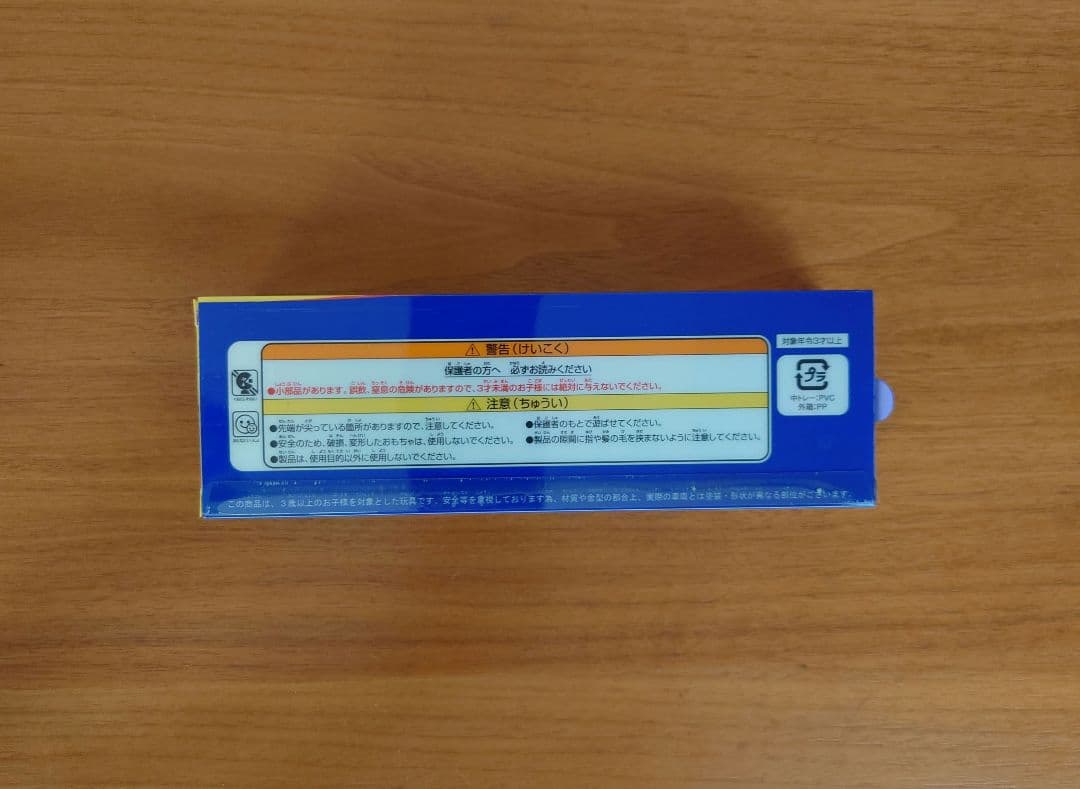 警告(けいこく)
保護者の方へ 必ずお読みください
●小部品があります。誤飲、窒息の危険がありますので、3才未満のお子様には絶対に与えないでください。
注意(ちゅうい)
●先端が尖っている箇所がありますので、注意してください。
●安全のため、破損、変形したおもちゃは、使用しないでください。
●製品は、使用目的以外に使用しないでください。
●保護者のもとで遊ばせてください。
●製品の隙間に指や髪の毛を挟まないように注意してください。
対象年令3才以上
プラ
中トレー:PVC
外箱:PP
この商品は、3歳以上のお子様を対象とした玩具です。安全等を重視しております為、材質や金型の都合上、実際の車両とは塗装・形状が異なる部位がございます。